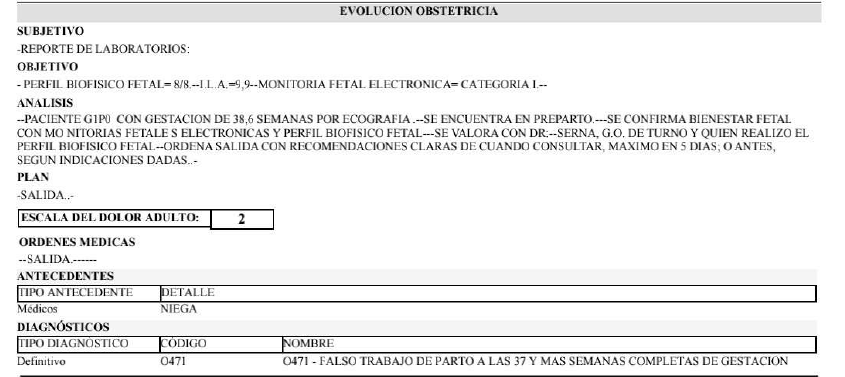 EVOLUCION OBSTETRICIA
SUBJETIVO
-REPORTE DE LABORATORIOS:
OBJETIVO
- PERFIL BIOFISICO FETAL= 8/8.--I.L.A.=9,9--MONITORIA FETAL ELECTRONICA= CATEGORIA I.--
ANALISIS
--PACIENTE G1P0 CON GESTACION DE 38,6 SEMANAS POR ECOGRAFIA .--SE ENCUENTRA EN PREPARTO.---SE CONFIRMA BIENESTAR FETAL
CON MO NITORIAS FETALE S ELECTRONICAS Y PERFIL BIOFISICO FETAL---SE VALORA CON DR:--SERNA, G.O. DE TURNO Y QUIEN REALIZO EL
PERFIL BIOFISICO FETAL--ORDENA SALIDA CON RECOMENDACIONES CLARAS DE CUANDO CONSULTAR, MAXIMO EN 5 DIAS; O ANTES,
SEGUN INDICACIONES DADAS..-
PLAN
-SALIDA..-
ESCALA DEL DOLOR ADULTO: 2
ORDENES MEDICAS
--SALIDA.------
ANTECEDENTES
TIPO ANTECEDENTE DETALLE
Médicos NIEGA
DIAGNÓSTICOS
TIPO DIAGNÓSTICO CÓDIGO NOMBRE
Definitivo O471 O471 - FALSO TRABAJO DE PARTO A LAS 37 Y MAS SEMANAS COMPLETAS DE GESTACION